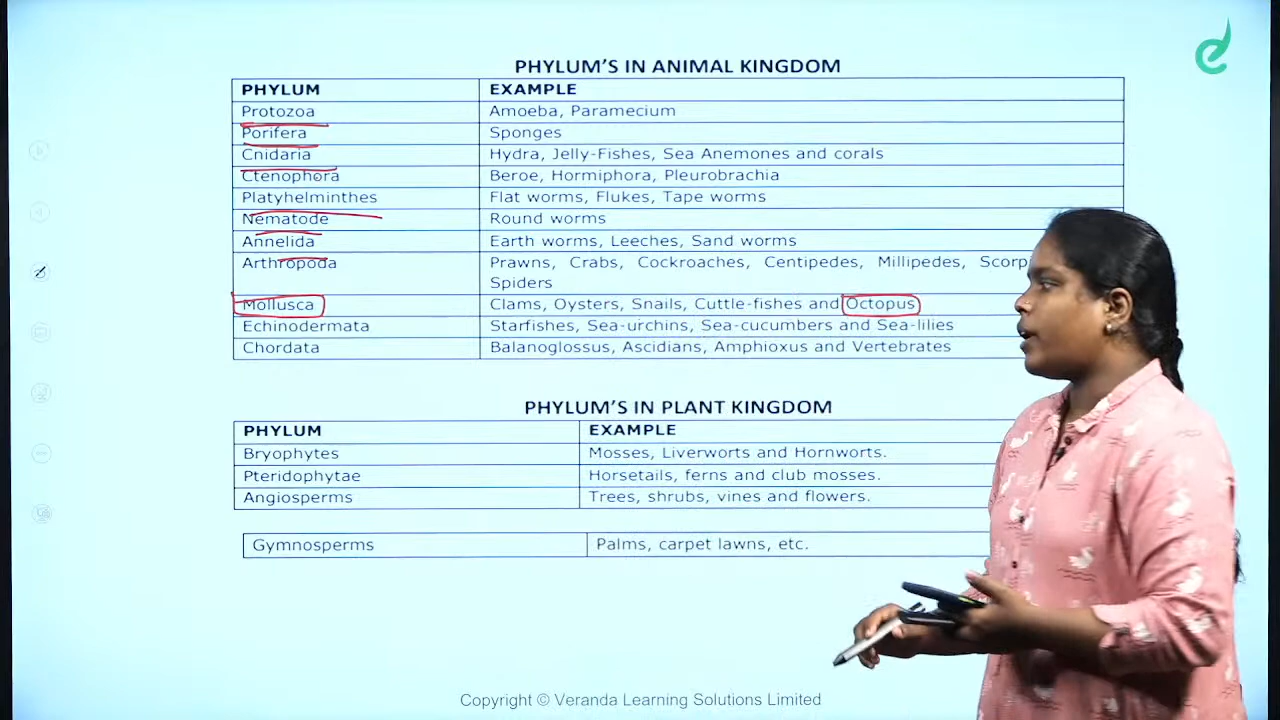 PHYLUM'S IN ANIMAL KINGDOM
PHYLUM EXAMPLE
Protozoa Amoeba, Paramecium
Porifera Sponges
Cnidaria Hydra, Jelly-Fishes, Sea Anemones and corals
Ctenophora Beroe, Hormiphora, Pleurobrachia
Platyhelminthes Flat worms, Flukes, Tape worms
Nematode Round worms
Annelida Earth worms, Leeches, Sand worms
Arthropoda Prawns, Crabs, Cockroaches, Centipedes, Millipedes,
Spiders
Mollusca Clams, Oysters, Snails, Cuttle-fishes and Octopus
Echinodermata Starfishes, Sea-urchins, Sea-cucumbers and Sea-lilies
Chordata Balanoglossus, Ascidians, Amphioxus and Vertebrates
PHYLUM'S IN PLANT KINGDOM
PHYLUM EXAMPLE
Bryophytes Mosses, Liverworts and Hornworts.
Pteridophytae Horsetails, ferns and club mosses.
Angiosperms Trees, shrubs, vines and flowers.
Gymnosperms Palms, carpet lawns, etc.
Copyright © Veranda Learning Solutions Limited